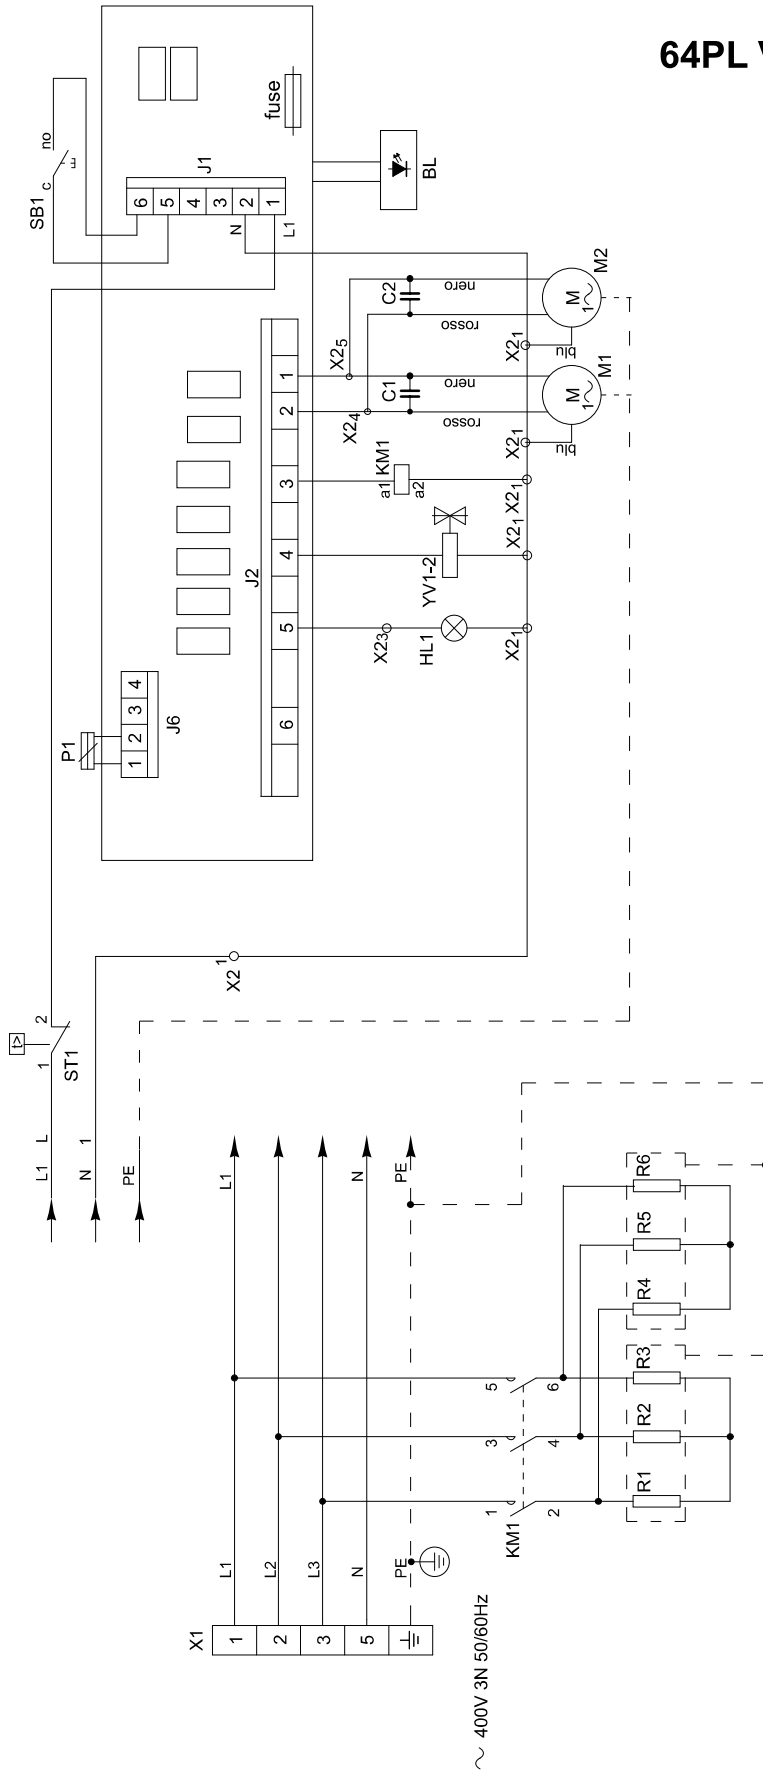 64PL
fuse
no
c
SB1
J1
6
5
4
3
2
1
N
L1
BL
M2
M
1
M1
M
1
nero
rosso
C2
X25
X21
blu
nero
rosso
C1
X24
X21
blu
KM1
a1
a2
X21
X21
YV1-2
X23
HL1
X21
J2
1
2
3
4
5
6
P1
1
2
3
4
J6
X2
1
t>
1
2
ST1
L1
L
N
1
PE
L1
N
PE
R6
R5
R4
R3
R2
R1
5
6
3
4
1
2
KM1
L1
L2
L3
N
PE
X1
1
2
3
5
~ 400V 3N 50/60Hz